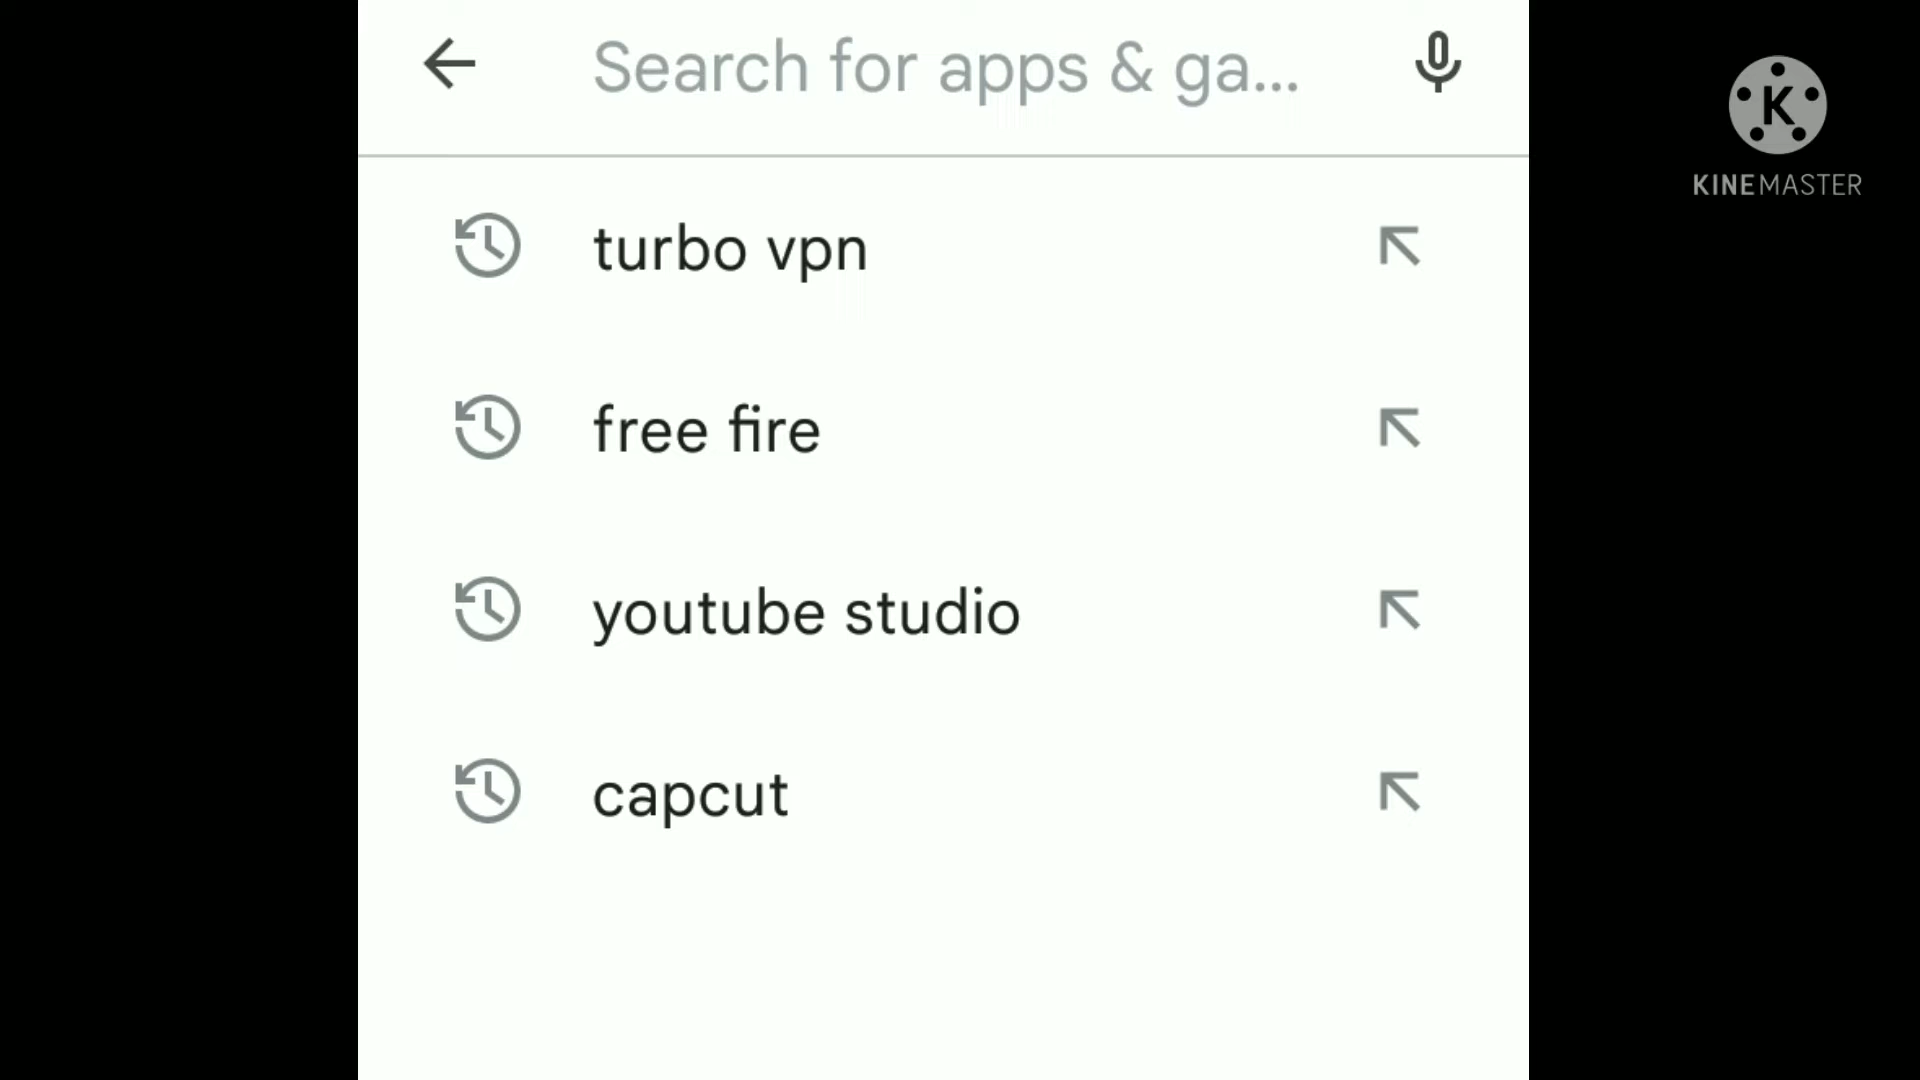 Search for apps & ga...
turbo vpn
free fire
youtube studio
capcut
K
KINEMASTER